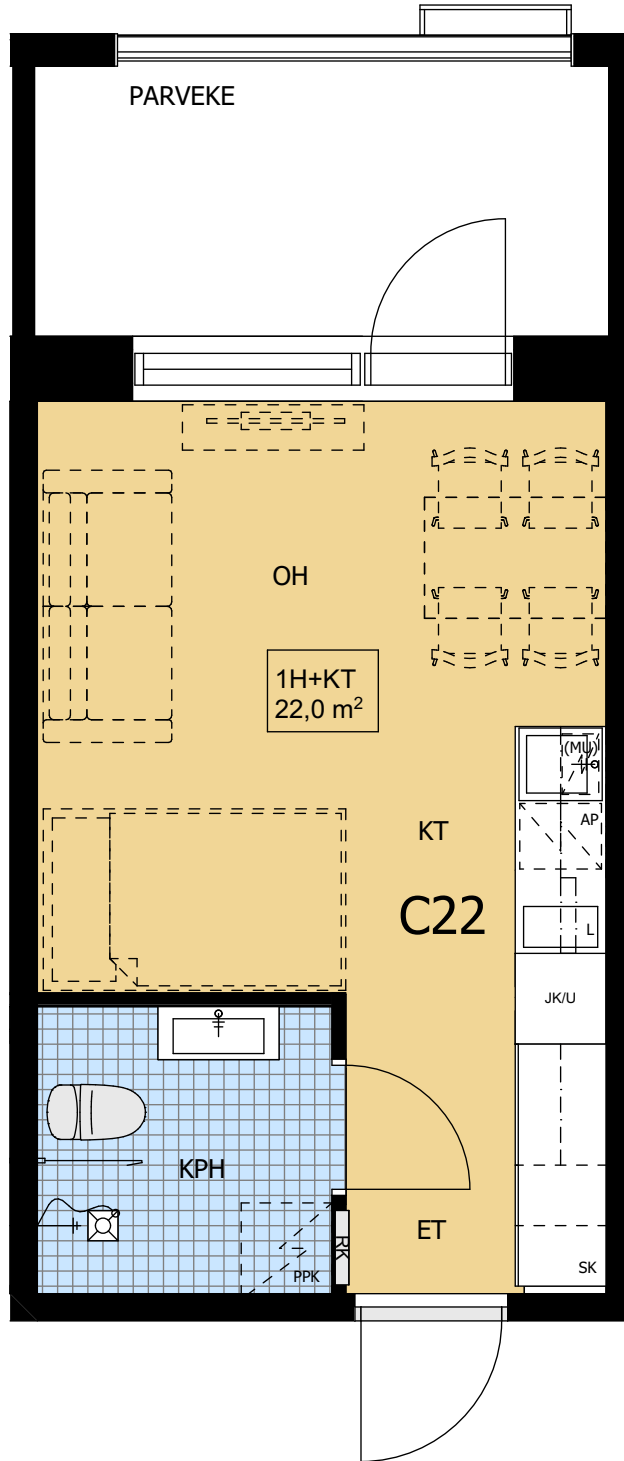 PARVEKE
OH
1H+KT
22,0 m²
(MU)
AP
KT
C22
L
JK/U
KPH
ET
RK
PPK
SK